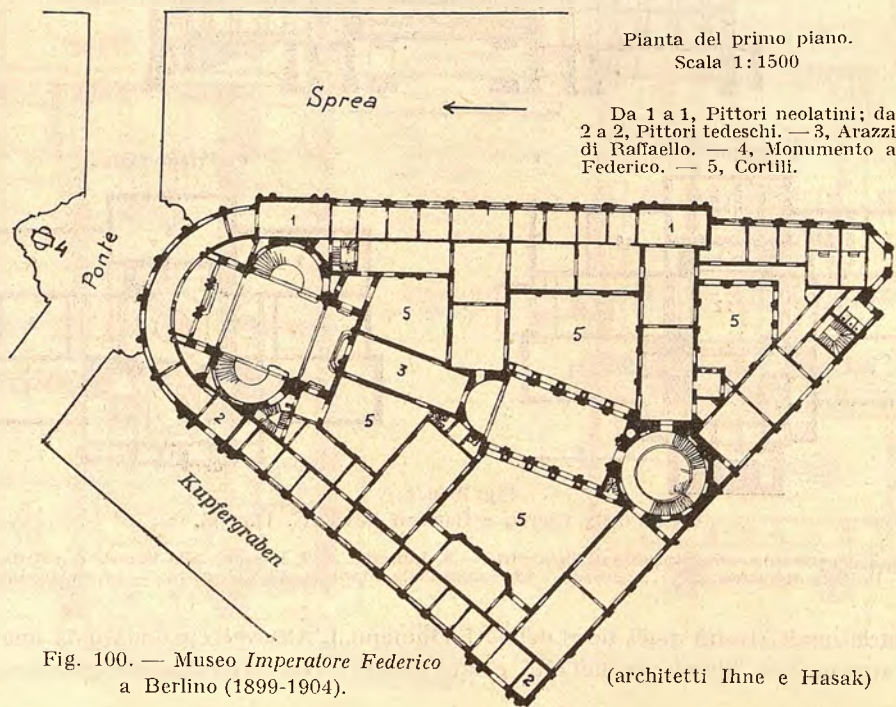 Pianta del primo piano.
Scala 1:1500
Sprea
Da 1 a 1, Pittori neolatini; da
2 a 2, Pittori tedeschi. — 3, Arazzi
di Raffaello. — 4, Monumento a
Federico. — 5, Cortili.
1
1
4
Ponte
5
5
5
3
2
5
Kupfergraben
5
2
Fig. 100. — Museo Imperatore Federico
a Berlino (1899-1904).
(architetti Ihne e Hasak)